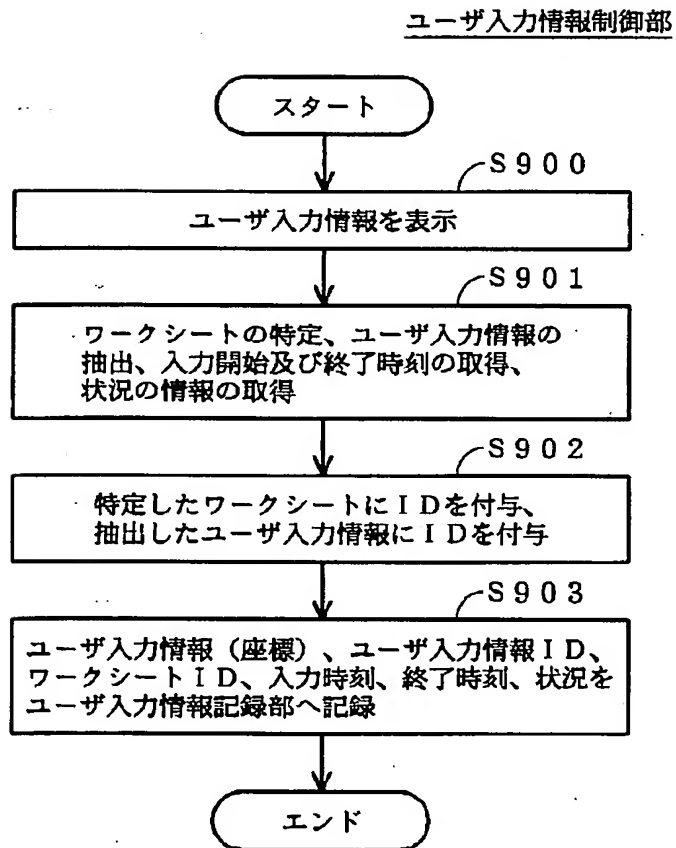 ユーザ入力情報制御部
スタート
S900
ユーザ入力情報を表示
S901
ワークシートの特定、ユーザ入力情報の
抽出、入力開始及び終了時刻の取得、
状況の情報の取得
S902
特定したワークシートにIDを付与、
抽出したユーザ入力情報にIDを付与
S903
ユーザ入力情報（座標）、ユーザ入力情報ID、
ワークシートID、入力時刻、終了時刻、状況を
ユーザ入力情報記録部へ記録
エンド